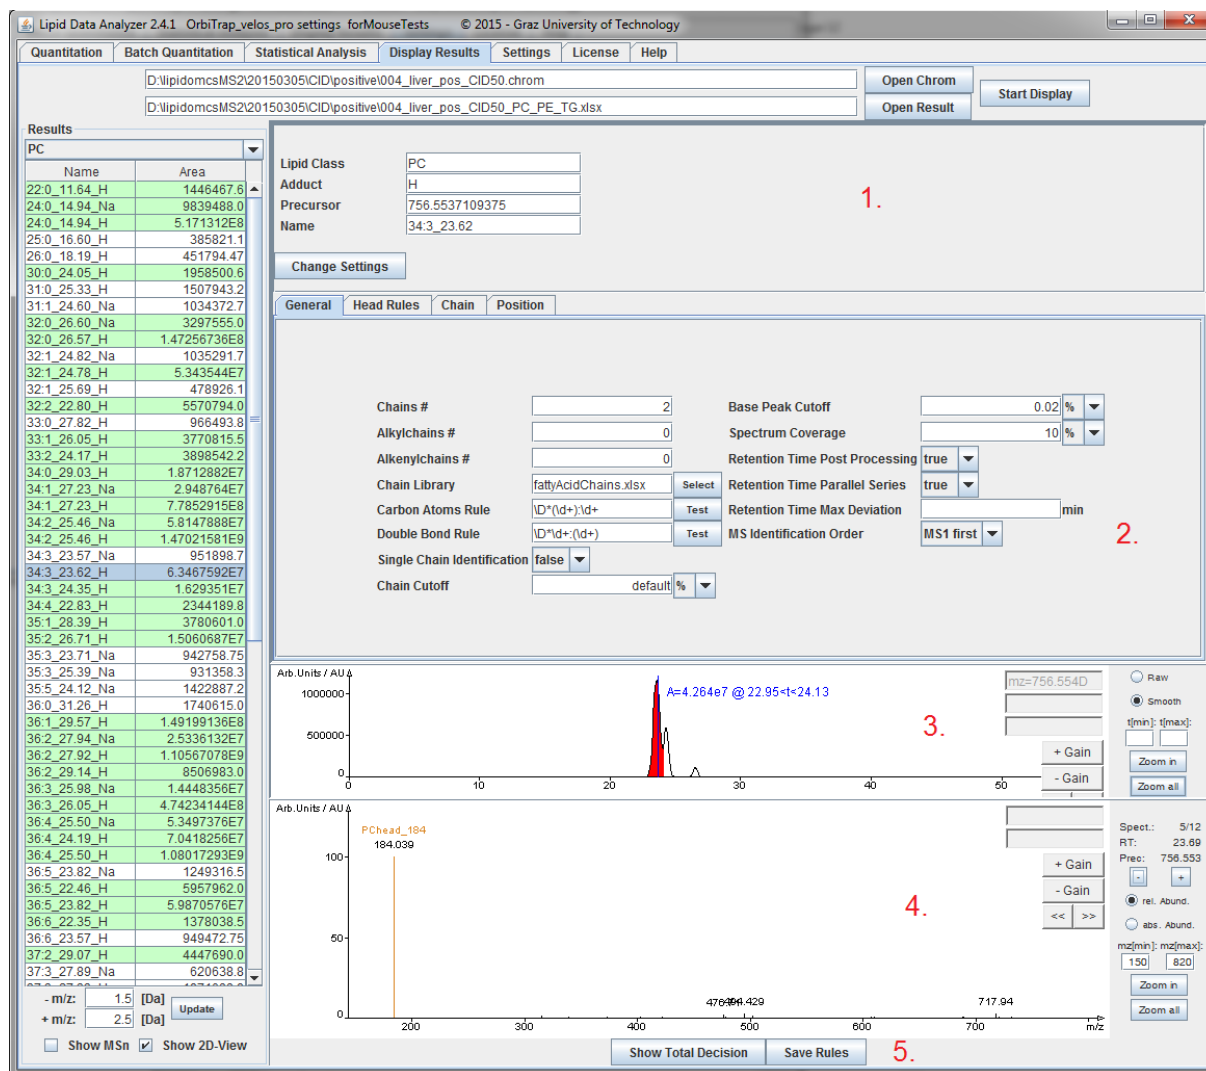 Lipid Data Analyzer 2.4.1 OrbiTrap_velos_pro settings forMouseTests © 2015 - Graz University of Technology
Quantitation Batch Quantitation Statistical Analysis Display Results Settings License Help
D:\lipidomcsMS2\20150305\CID\positive\004_liver_pos_CID50.chrom Open Chrom
Start Display
D:\lipidomcsMS2\20150305\CID\positive\004_liver_pos_CID50_PC_PE_TG.xlsx Open Result
Results
PC
Name Area
22:0_11.64_H 1446467.6
24:0_14.94_Na 9839488.0
24:0_14.94_H 5.171312E8
25:0_16.60_H 385821.1
26:0_18.19_H 451794.47
30:0_24.05_H 1958500.6
31:0_25.33_H 1507943.2
31:1_24.60_Na 1034372.7
32:0_26.60_Na 3297555.0
32:0_26.57_H 1.47256736E8
32:1_24.82_Na 1035291.7
32:1_24.78_H 5.343544E7
32:1_25.69_H 478926.1
32:2_22.80_H 5570794.0
33:0_27.82_H 966493.8
33:1_26.05_H 3770815.5
33:2_24.17_H 3898542.2
34:0_29.03_H 1.8712882E7
34:1_27.23_Na 2.948764E7
34:1_27.23_H 7.7852915E8
34:2_25.46_Na 5.8147888E7
34:2_25.46_H 1.47021581E9
34:3_23.57_Na 951898.7
34:3_23.62_H 6.3467592E7
34:3_24.35_H 1.629351E7
34:4_22.83_H 2344189.8
35:1_28.39_H 3780601.0
35:2_26.71_H 1.5060687E7
35:3_23.71_Na 942758.75
35:3_25.39_Na 931358.3
35:5_24.12_Na 1422887.2
36:0_31.26_H 1740615.0
36:1_29.57_H 1.49199136E8
36:2_27.94_Na 2.5336132E7
36:2_27.92_H 1.10567078E9
36:2_29.14_H 8506983.0
36:3_25.98_Na 1.4448356E7
36:3_26.05_H 4.74234144E8
36:4_25.50_Na 5.3497376E7
36:4_24.19_H 7.0418256E7
36:4_25.50_H 1.08017293E9
36:5_23.82_Na 1249316.5
36:5_22.46_H 5957962.0
36:5_23.82_H 5.9870576E7
36:6_22.35_H 1378038.5
36:6_23.57_H 949472.75
37:2_29.07_H 4447690.0
37:3_27.89_Na 620638.8
- m/z: 1.5 [Da]
Update
+ m/z: 2.5 [Da]
Show MSn Show 2D-View
Lipid Class PC
Adduct H
Precursor 756.5537109375
Name 34:3_23.62
1.
Change Settings
General Head Rules Chain Position
Chains # 2 Base Peak Cutoff 0.02 %
Alkylchains # 0 Spectrum Coverage 10 %
Alkenylchains # 0 Retention Time Post Processing true
Chain Library fattyAcidChains.xlsx Select Retention Time Parallel Series true
Carbon Atoms Rule \D*(\d+):\d+ Test Retention Time Max Deviation min
Double Bond Rule \D*\d+:(\d+) Test MS Identification Order MS1 first
Single Chain Identification false
Chain Cutoff default %
2.
Arb.Units / AU
1000000
500000
0
0 10 20 30 40 50
A=4.264e7 @ 22.95<t<24.13
mz=756.554D
3.
+ Gain
- Gain
Raw
Smooth
t[min]: t[max]:
Zoom in
Zoom all
Arb.Units / AU
PChead_184
184.039
100
50
0
717.94
200 300 400 500 600 700 m/z
4.
+ Gain
- Gain
<< >>
Spect.: 5/12
RT: 23.69
Prec: 756.553
- +
rel. Abund.
abs. Abund.
mz[min]: mz[max]:
150 820
Zoom in
Zoom all
Show Total Decision Save Rules 5.